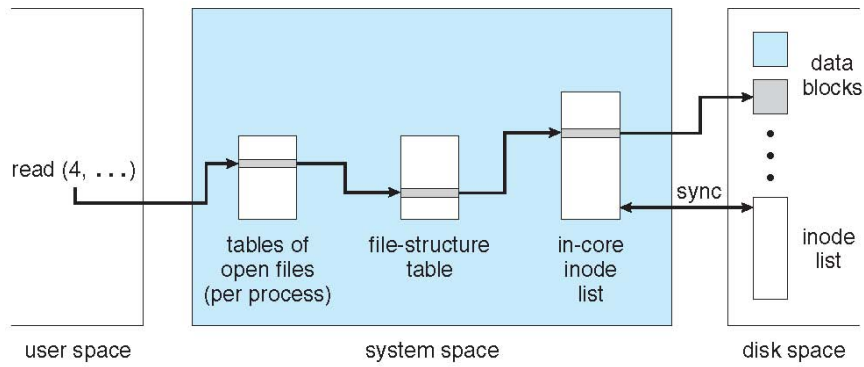 read (4, . . .)
tables of
open files
(per process)
file-structure
table
in-core
inode
list
sync
data
blocks
inode
list
user space
system space
disk space